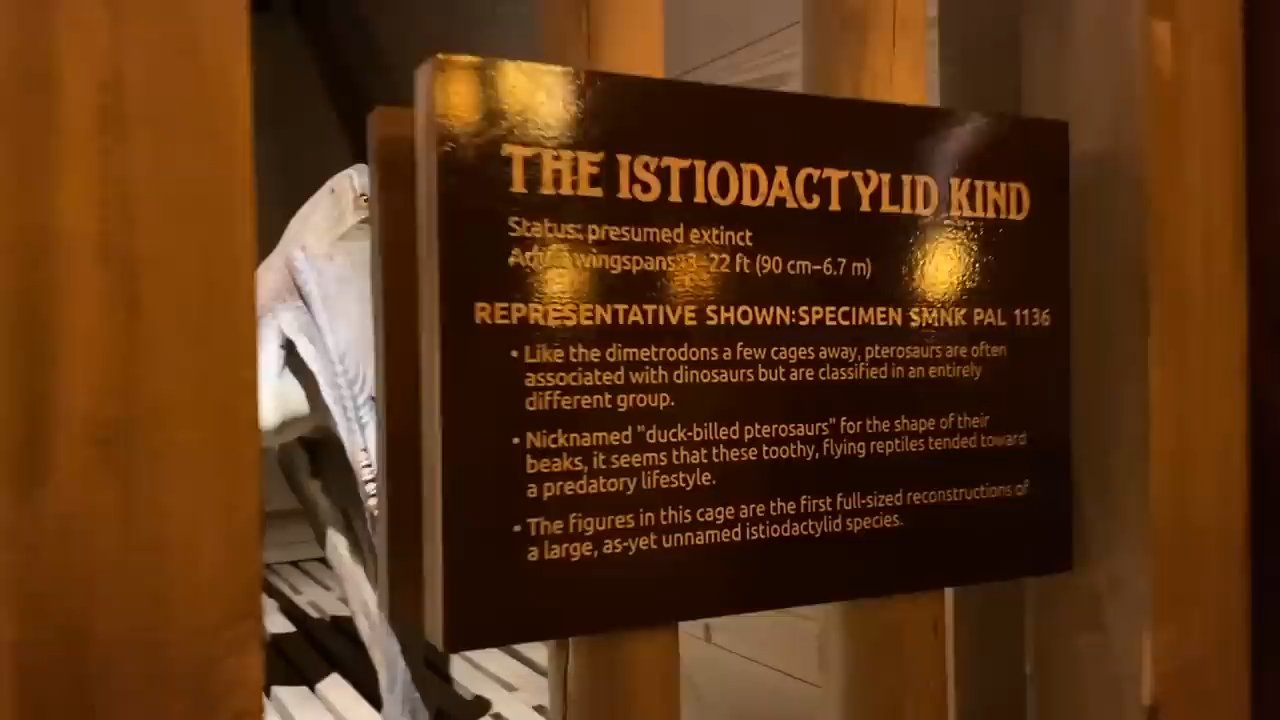 THE ISTIODACTYLID KIND
Status: presumed extinct
Adult wingspans: 3–22 ft (90 cm–6.7 m)
REPRESENTATIVE SHOWN:SPECIMEN SMNK PAL 1136
• Like the dimetrodons a few cages away, pterosaurs are often
associated with dinosaurs but are classified in an entirely
different group.
• Nicknamed "duck-billed pterosaurs" for the shape of their
beaks, it seems that these toothy, flying reptiles tended toward
a predatory lifestyle.
• The figures in this cage are the first full-sized reconstructions of
a large, as-yet unnamed istiodactylid species.